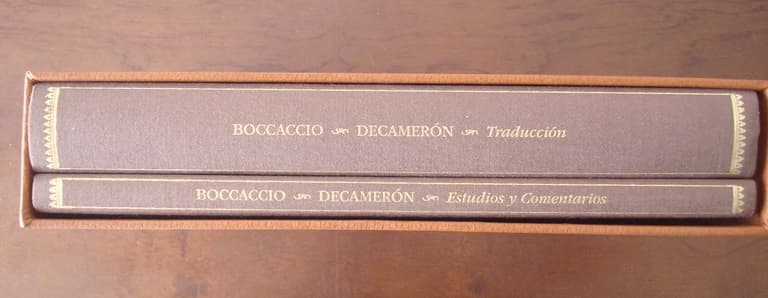 BOCCACCIO DECAMERÓN Traducción
BOCCACCIO DECAMERÓN Estudios y Comentarios